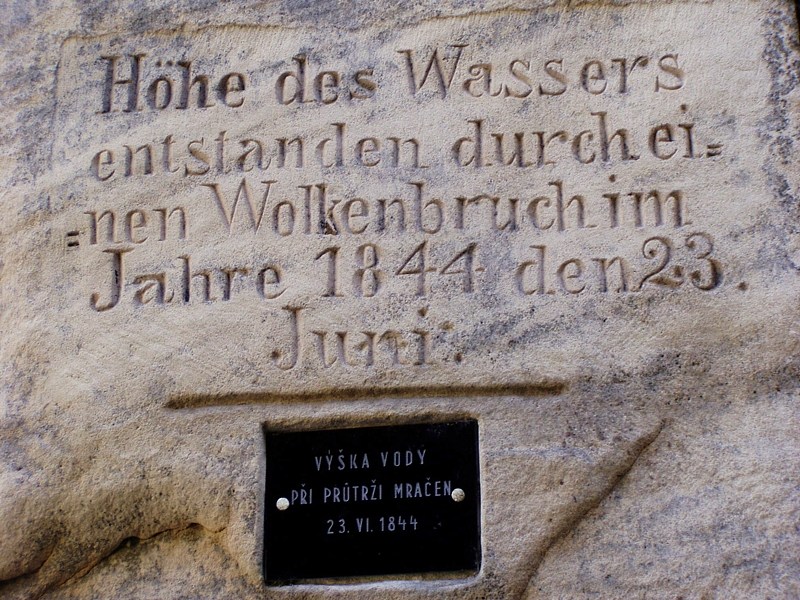 Höhe des Wassers
entstanden durch ei=
=nen Wolkenbruch im
Jahre 1844 den 23.
Juni.
VÝŠKA VODY
PŘI PRŮTRŽI MRAČEN
23. VI. 1844